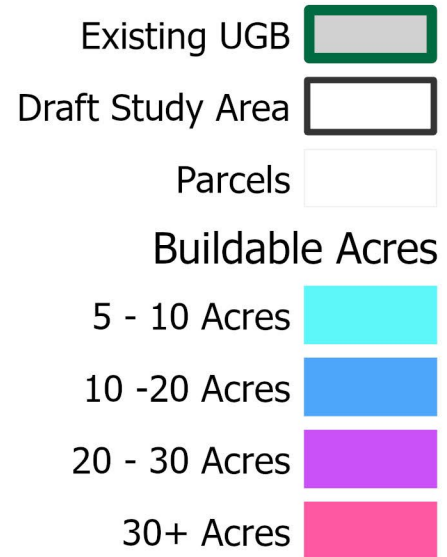 Existing UGB
Draft Study Area
Parcels
Buildable Acres
5 - 10 Acres
10 -20 Acres
20 - 30 Acres
30+ Acres